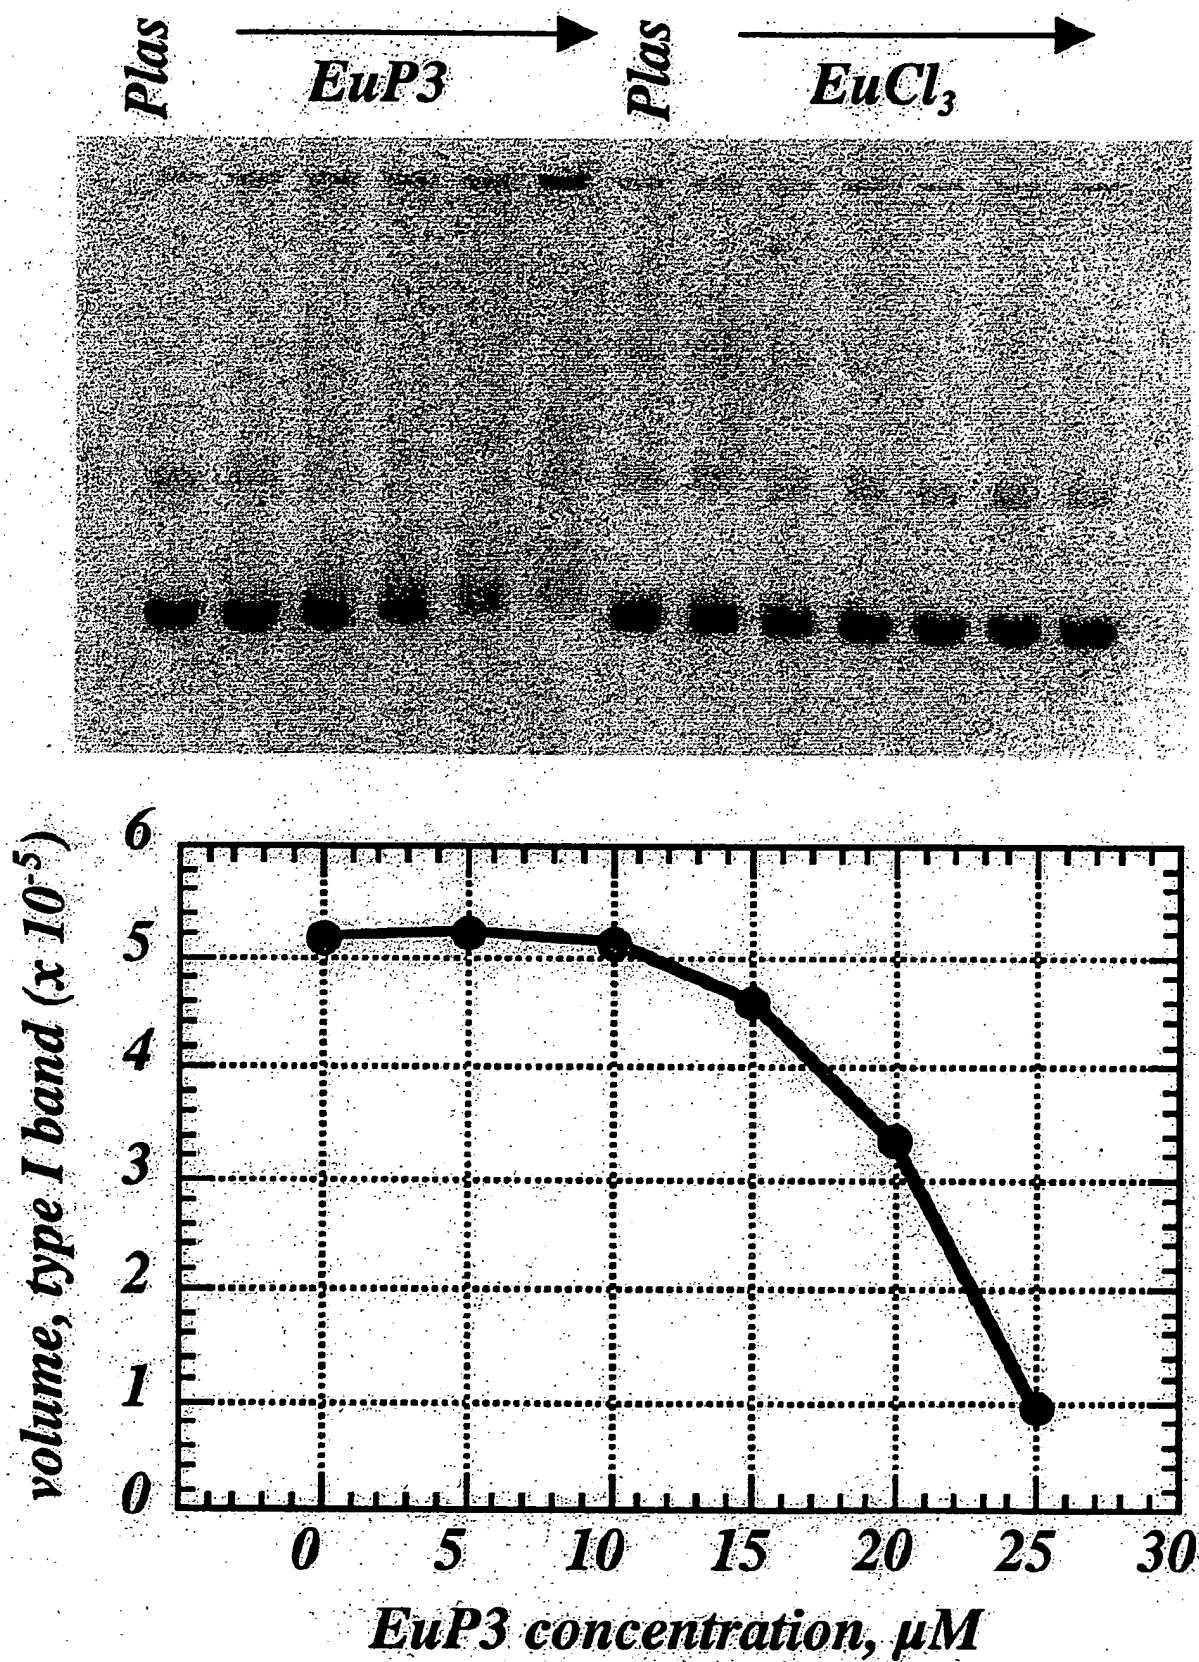 Plas EuP3 Plas EuCl₃
volume, type I band (x 10⁻⁵)
6
5
4
3
2
1
0
0 5 10 15 20 25 30
EuP3 concentration, µM